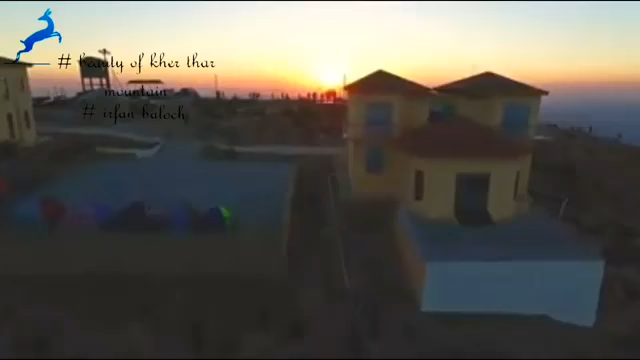 # beauty of kher thar
mountain
# irfan baloch